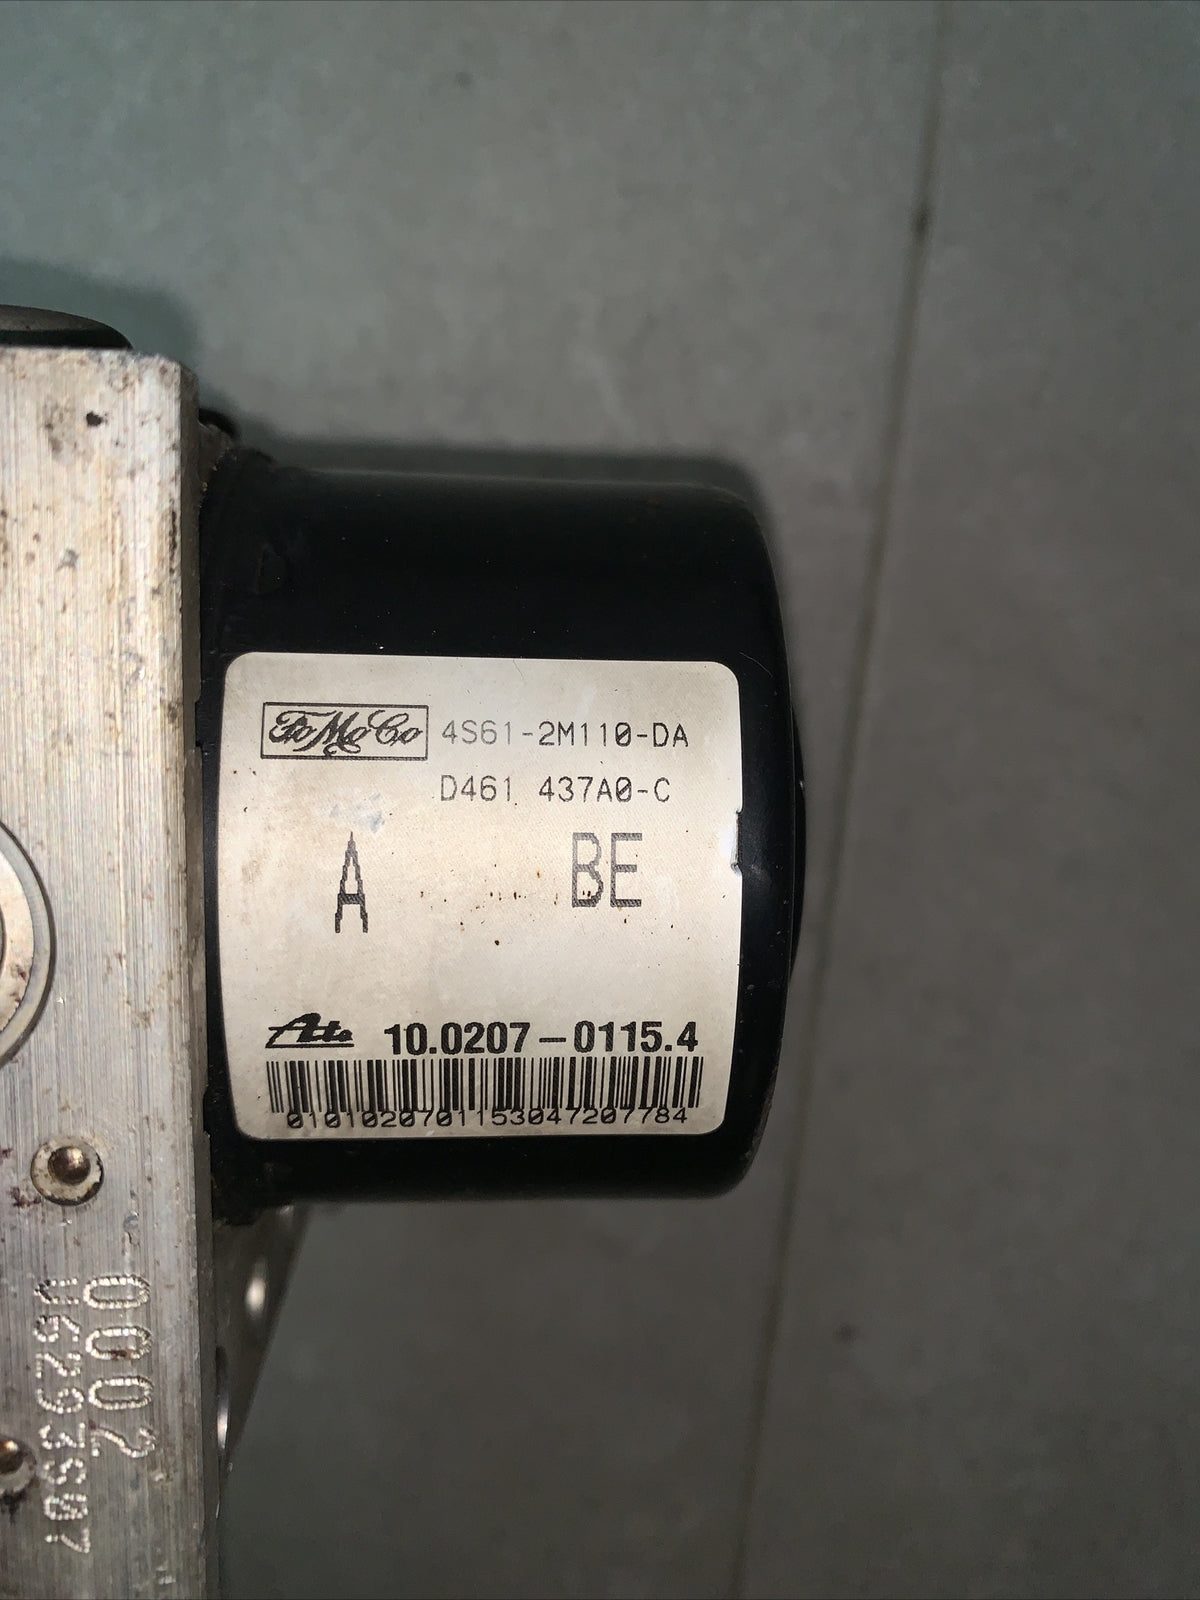 FoMoCo 4S61-2M110-DA
D461 437A0-C
A BE
Ate 10.0207-0115.4
0101020701153047207784
0002
U6293S07